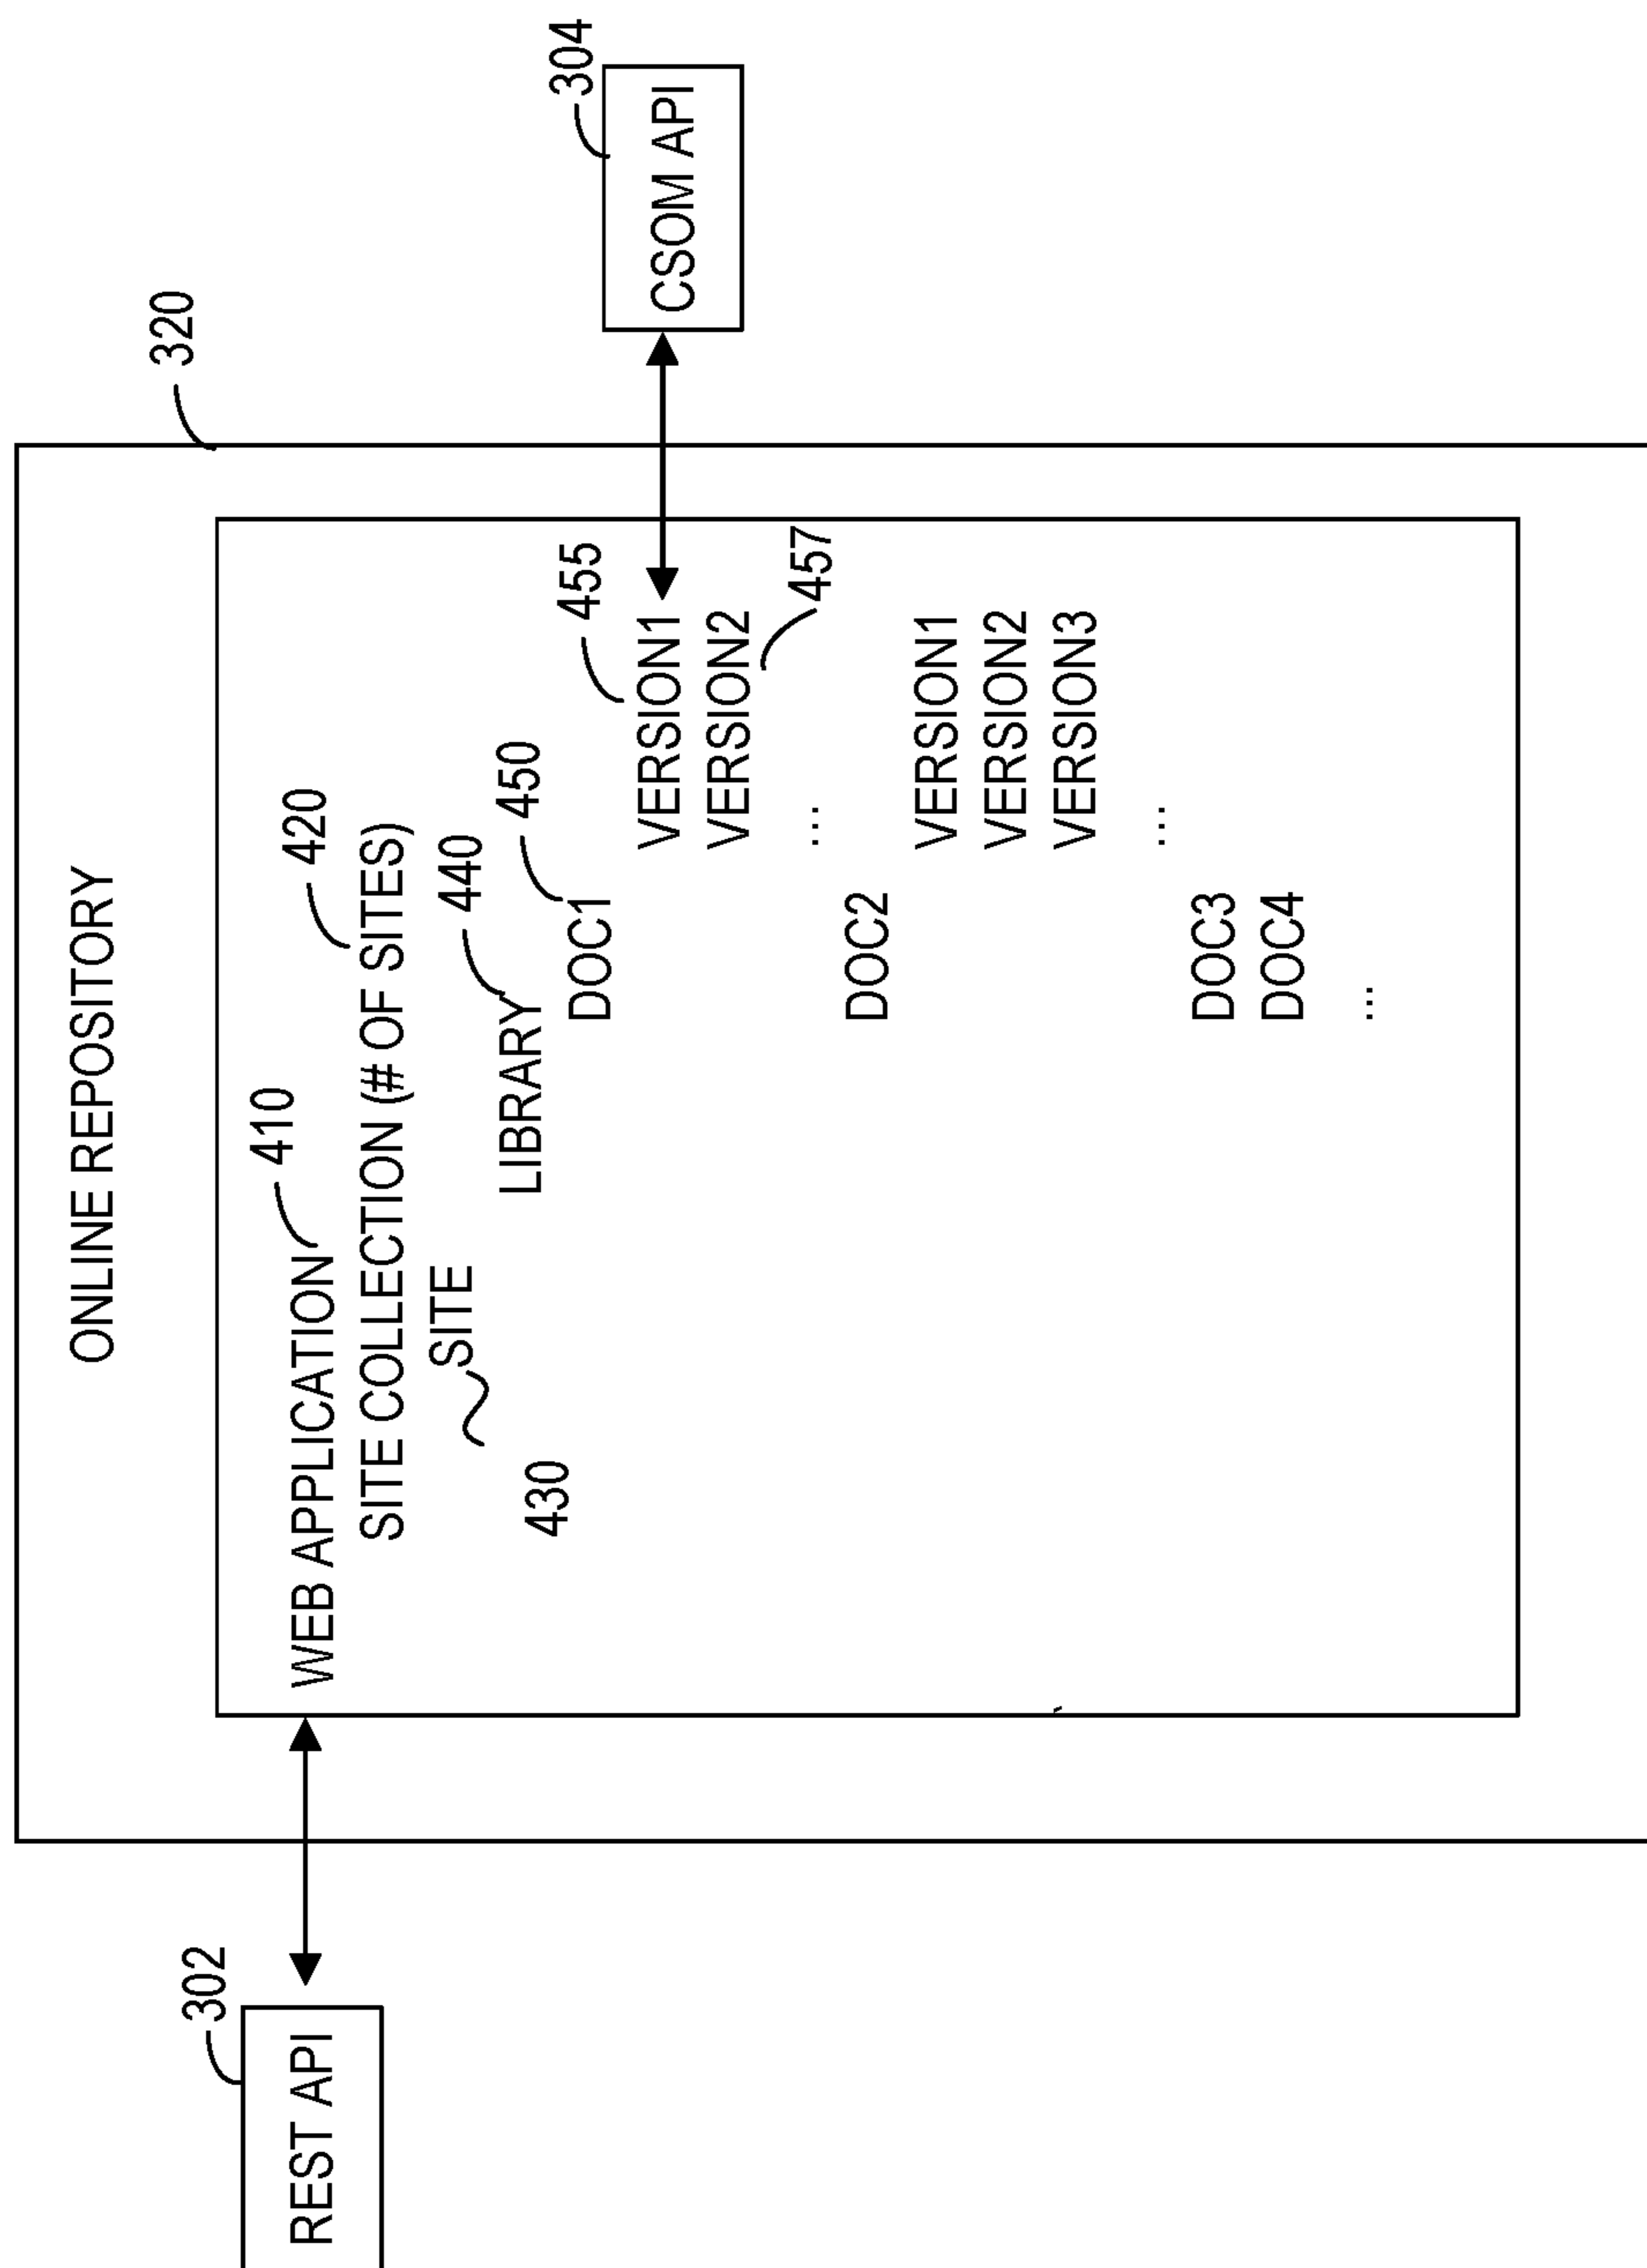 ONLINE REPOSITORY
320
302
REST API
410
WEB APPLICATION
420
SITE COLLECTION (# OF SITES)
SITE
430
440
LIBRARY
450
DOC1
455
VERSION1
VERSION2
457
...
304
CSOM API
DOC2
VERSION1
VERSION2
VERSION3
...
DOC3
DOC4
...